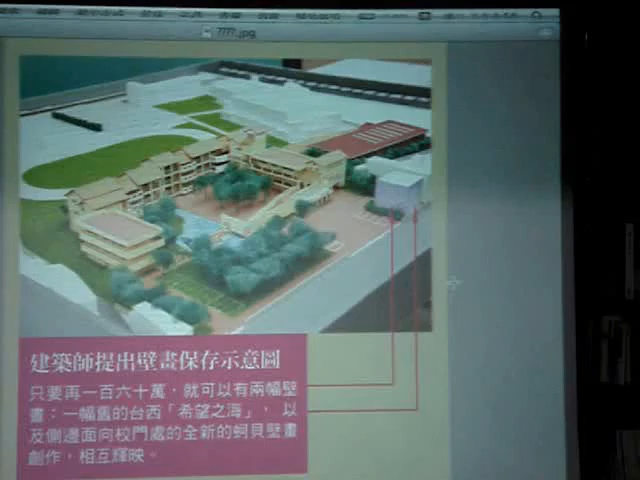 ????.jpg
建築師提出壁畫保存示意圖
只要再一百六十萬，就可以有兩幅壁
畫：一幅舊的台西「希望之海」，以
及側邊面向校門處的全新的蚵貝壁畫
創作，相互輝映。